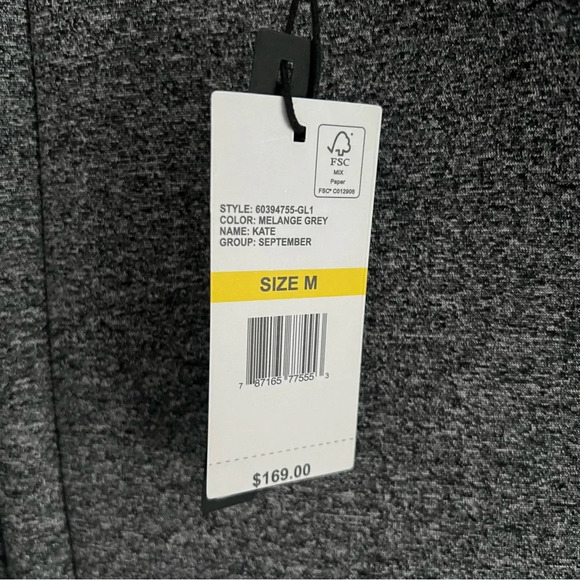 FSC
MIX
Paper
FSC® C012908
STYLE: 60394755-GL1
COLOR: MELANGE GREY
NAME: KATE
GROUP: SEPTEMBER
SIZE M
7 87165 77555 3
$169.00